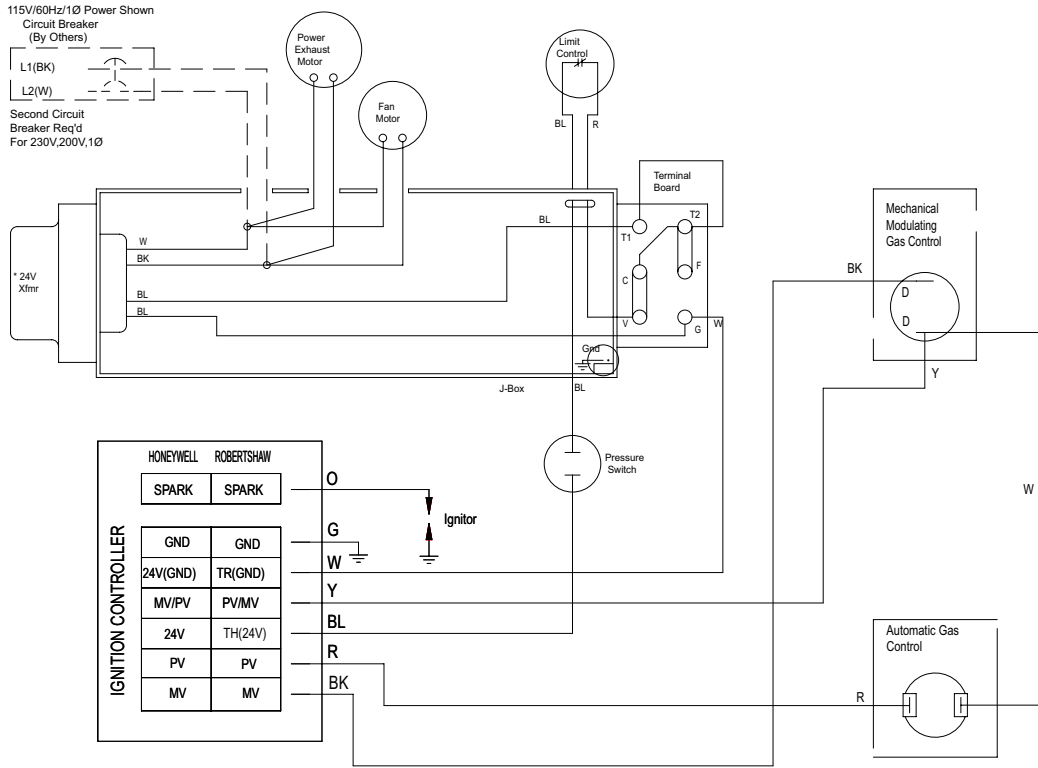 115V/60Hz/1Ø Power Shown
Circuit Breaker
(By Others)
L1(BK)
L2(W)
Second Circuit
Breaker Req'd
For 230V,200V,1Ø
Power
Exhaust
Motor
Fan
Motor
Limit
Control
BL
R
Terminal
Board
BL
T1
T2
C
F
V
G
W
* 24V
Xfmr
W
BK
BL
BL
Gnd
J-Box
BL
Pressure
Switch
Mechanical
Modulating
Gas Control
BK
D
D
Y
W
IGNITION CONTROLLER
HONEYWELL ROBERTSHAW
SPARK SPARK O
Ignitor
GND GND G
24V(GND) TR(GND) W
MV/PV PV/MV Y
24V TH(24V) BL
PV PV R
MV MV BK
Automatic Gas
Control
R